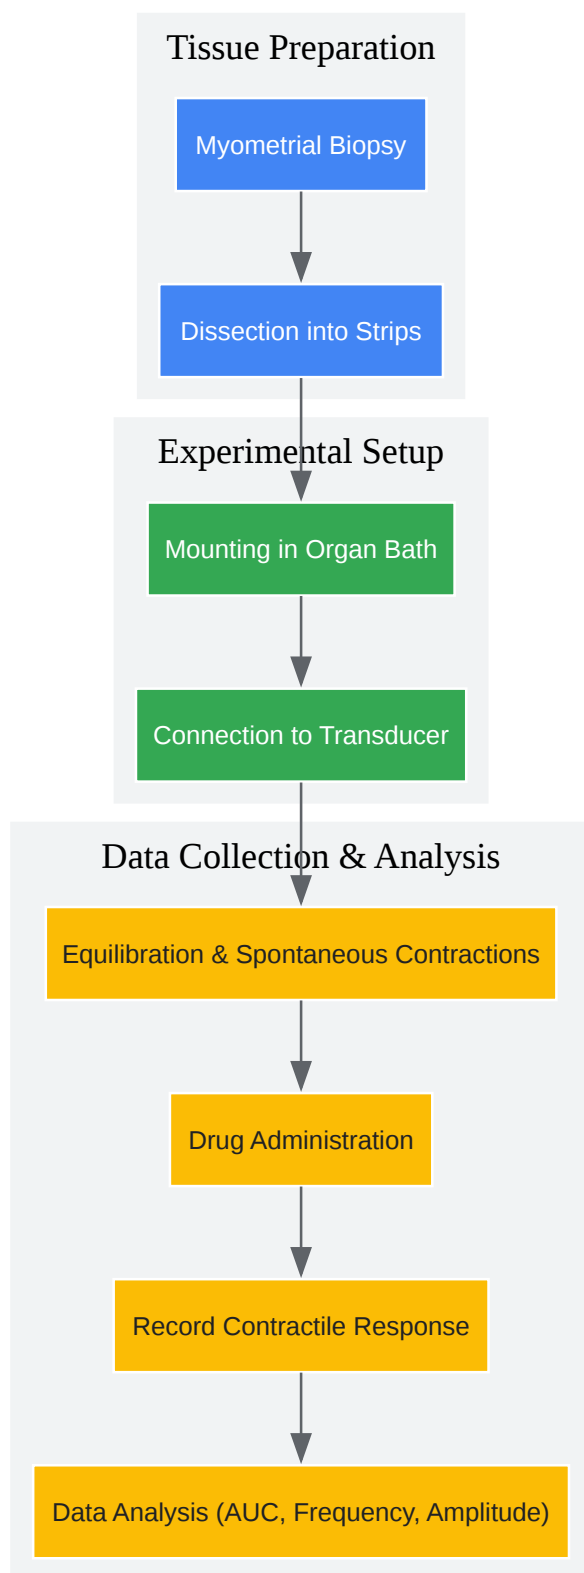 Tissue Preparation
Myometrial Biopsy
Dissection into Strips
Experimental Setup
Mounting in Organ Bath
Connection to Transducer
Data Collection & Analysis
Equilibration & Spontaneous Contractions
Drug Administration
Record Contractile Response
Data Analysis (AUC, Frequency, Amplitude)